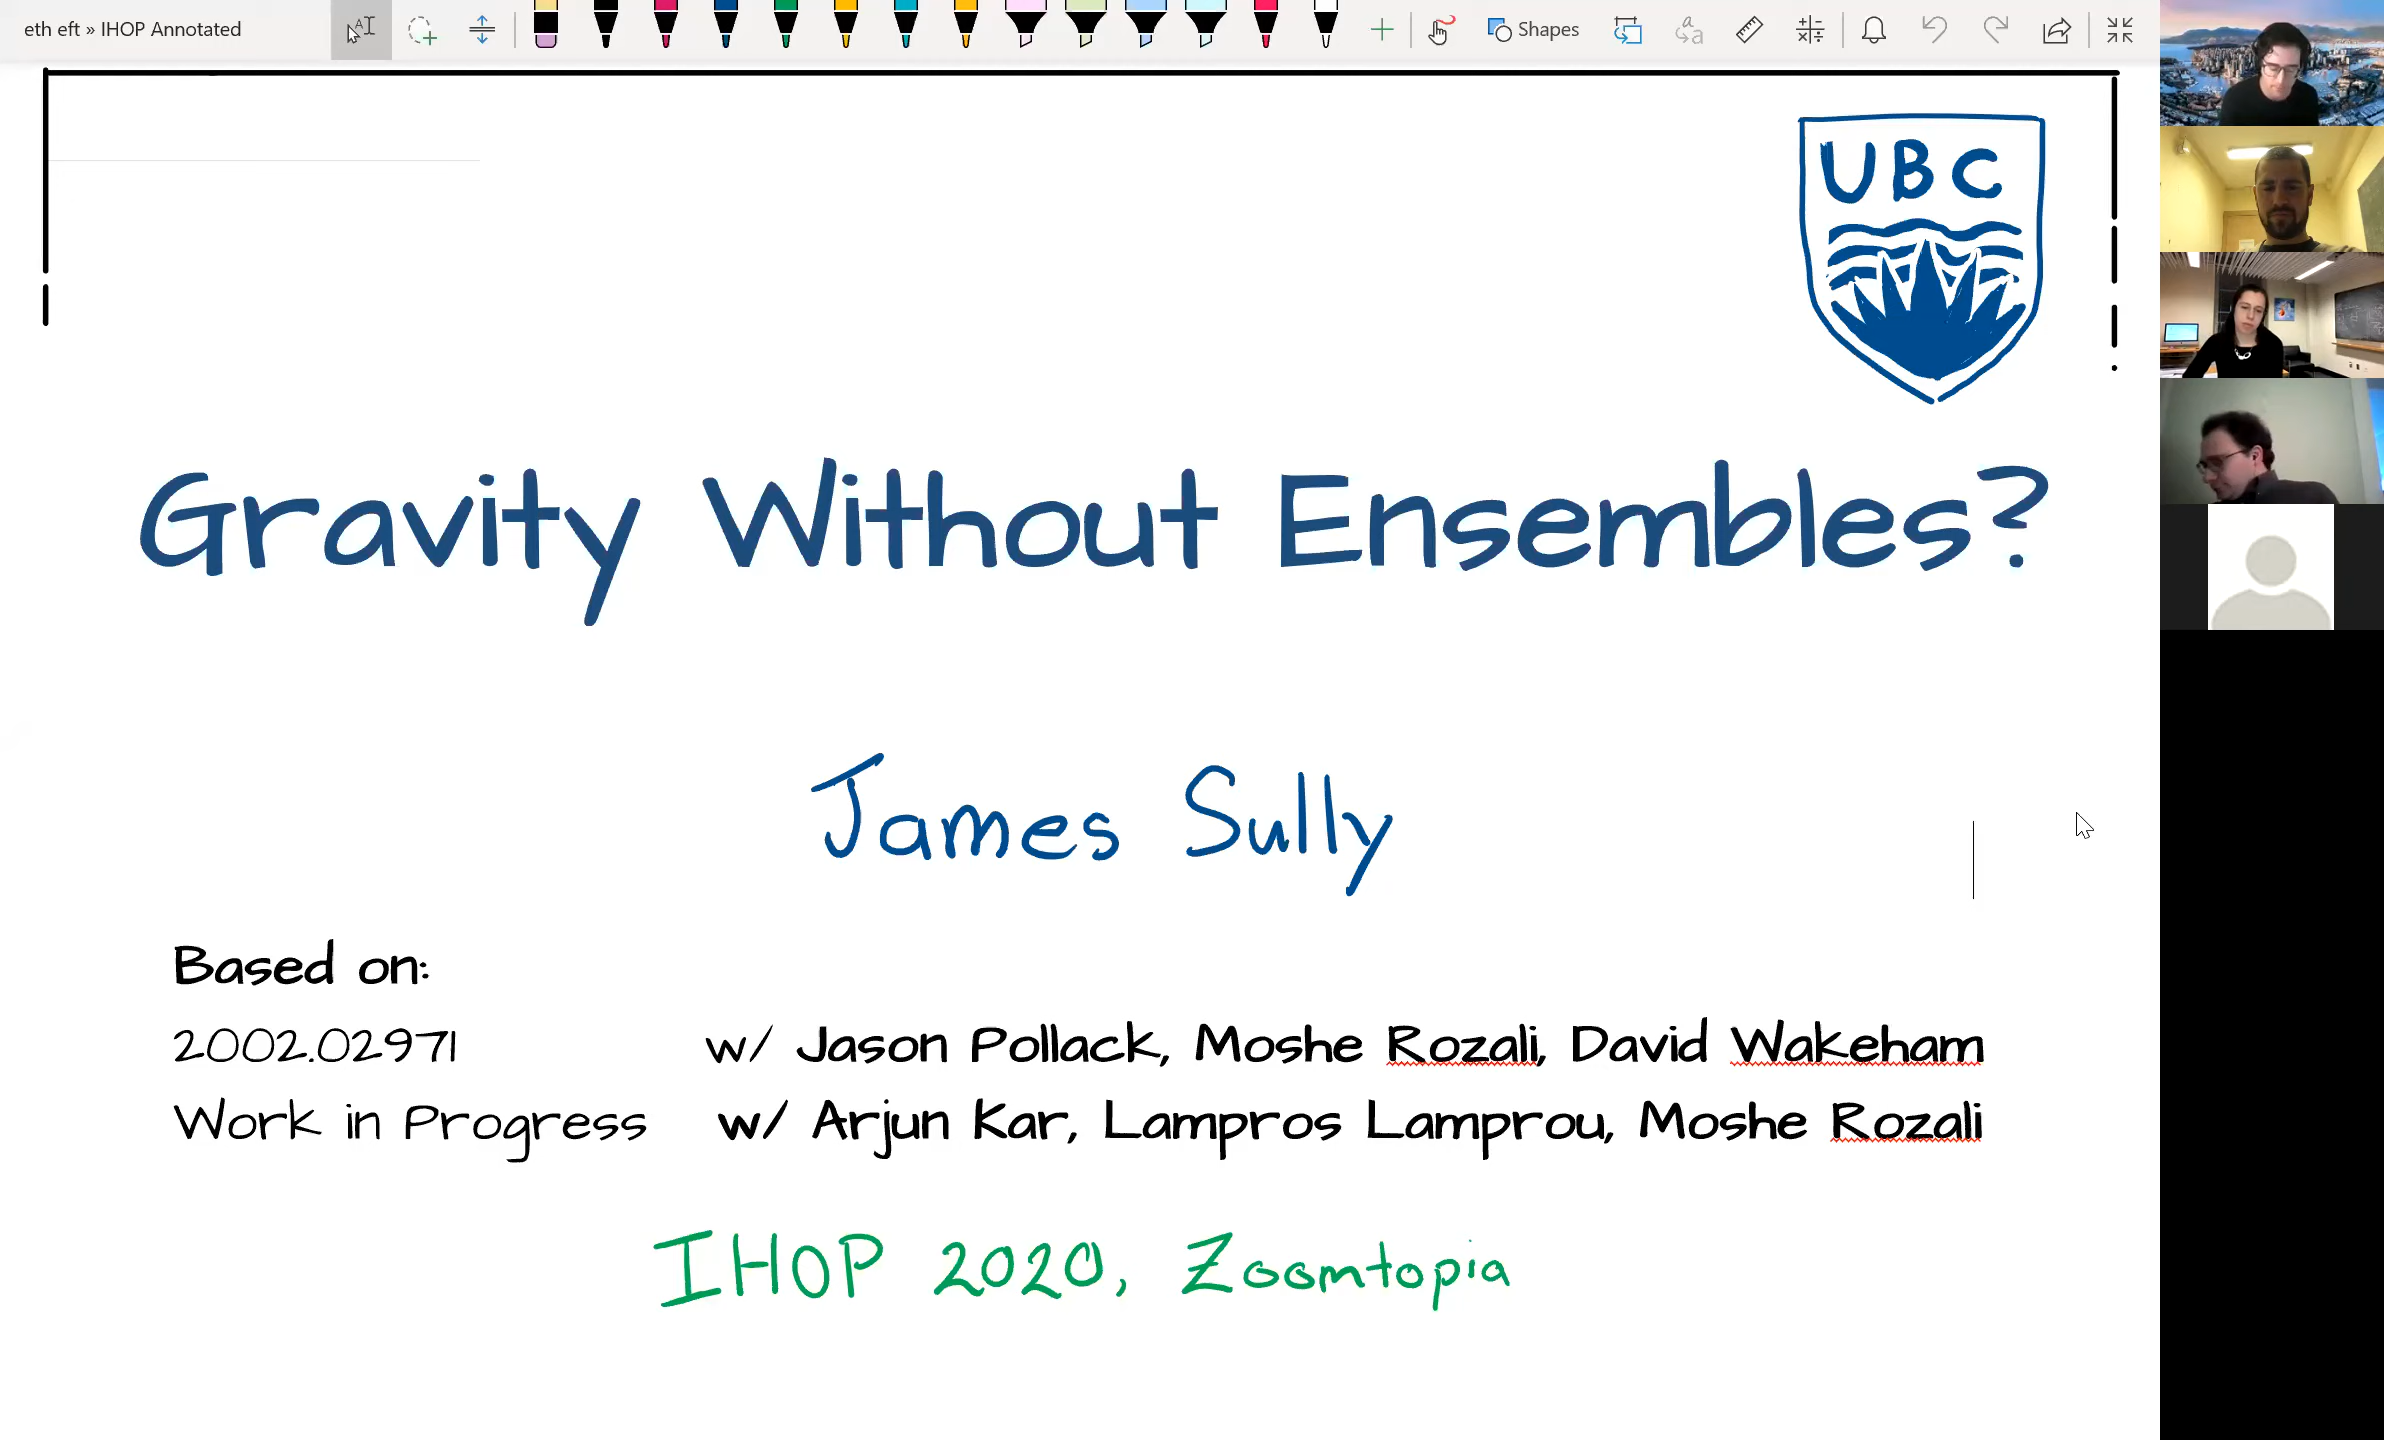 eth eft » IHOP Annotated
Shapes
UBC
Gravity Without Ensembles?
James Sully
Based on:
2002.02971 w/ Jason Pollack, Moshe Rozali, David Wakeham
Work in Progress w/ Arjun Kar, Lampros Lamprou, Moshe Rozali
IHOP 2020, Zoomtopia